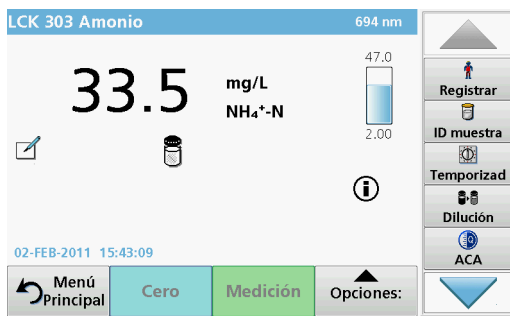 LCK 303 Amonio 694 nm
33.5 mg/L
NH₄⁺-N
47.0
2.00
i
02-FEB-2011 15:43:09
Menú
Principal
Cero
Medición
Opciones:
Registrar
ID muestra
Temporizad
Dilución
ACA